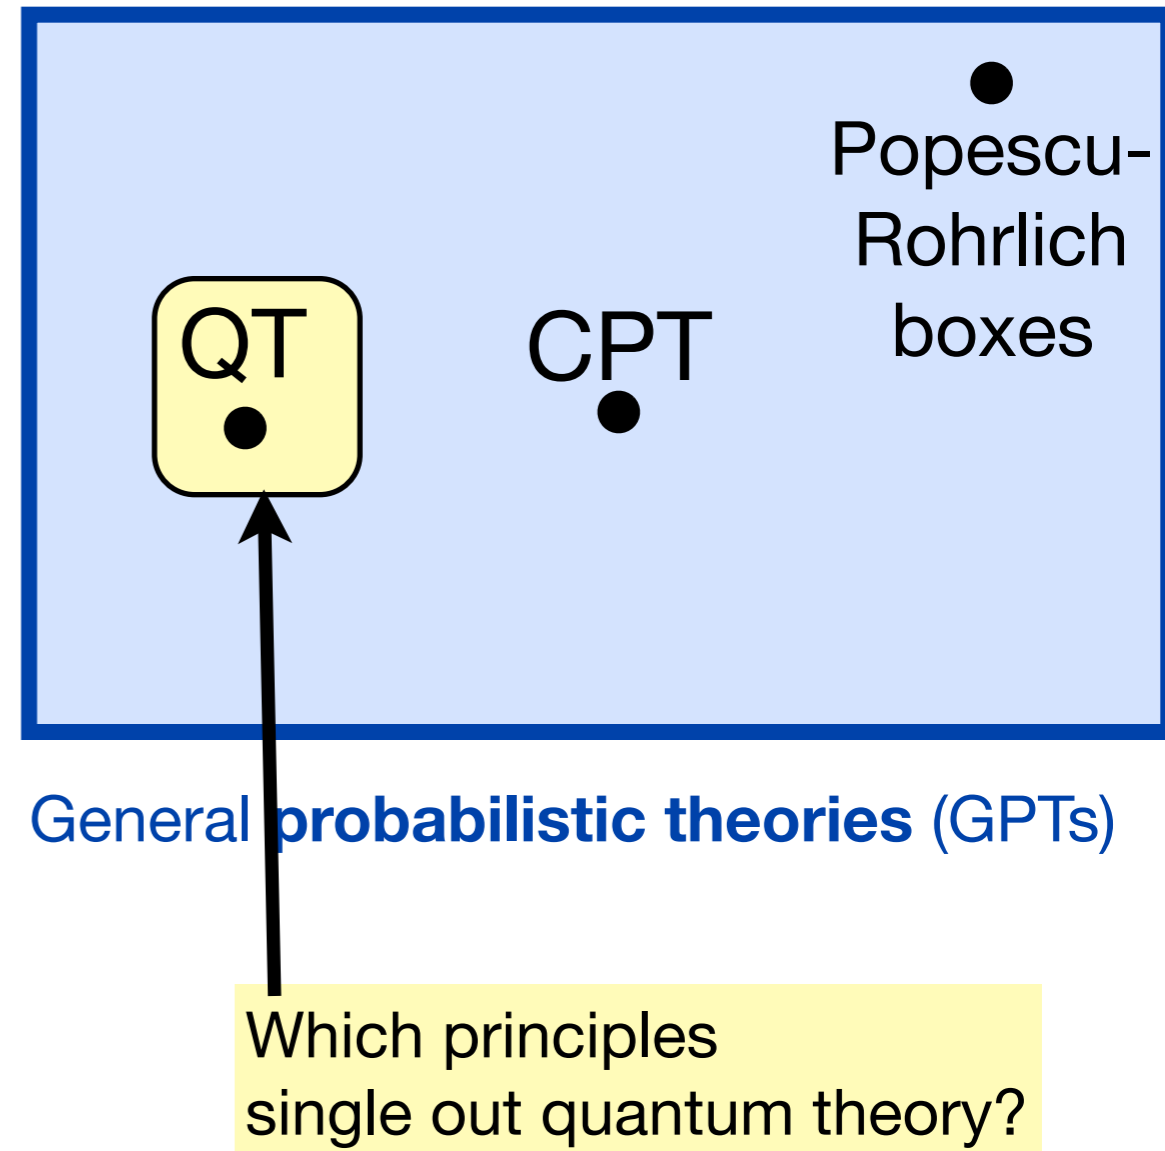 Popescu-
Rohrlich
boxes
QT
CPT
General probabilistic theories (GPTs)
Which principles
single out quantum theory?